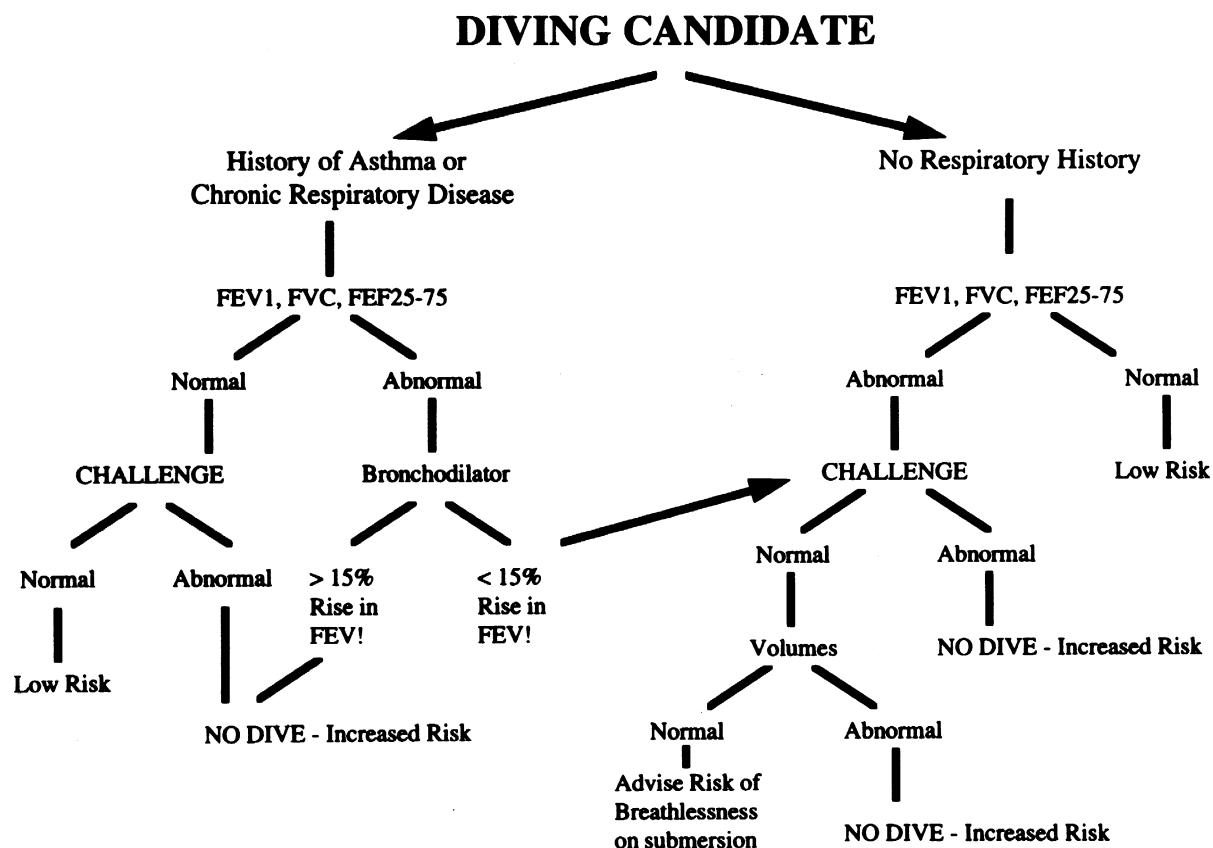 DIVING CANDIDATE
History of Asthma or
Chronic Respiratory Disease
No Respiratory History
FEV1, FVC, FEF25-75
FEV1, FVC, FEF25-75
Normal
Abnormal
Abnormal
Normal
CHALLENGE
Bronchodilator
CHALLENGE
Low Risk
Normal
Abnormal
> 15%
Rise in
FEV!
< 15%
Rise in
FEV!
Normal
Abnormal
Low Risk
NO DIVE - Increased Risk
Volumes
NO DIVE - Increased Risk
Normal
Abnormal
Advise Risk of
Breathlessness
on submersion
NO DIVE - Increased Risk